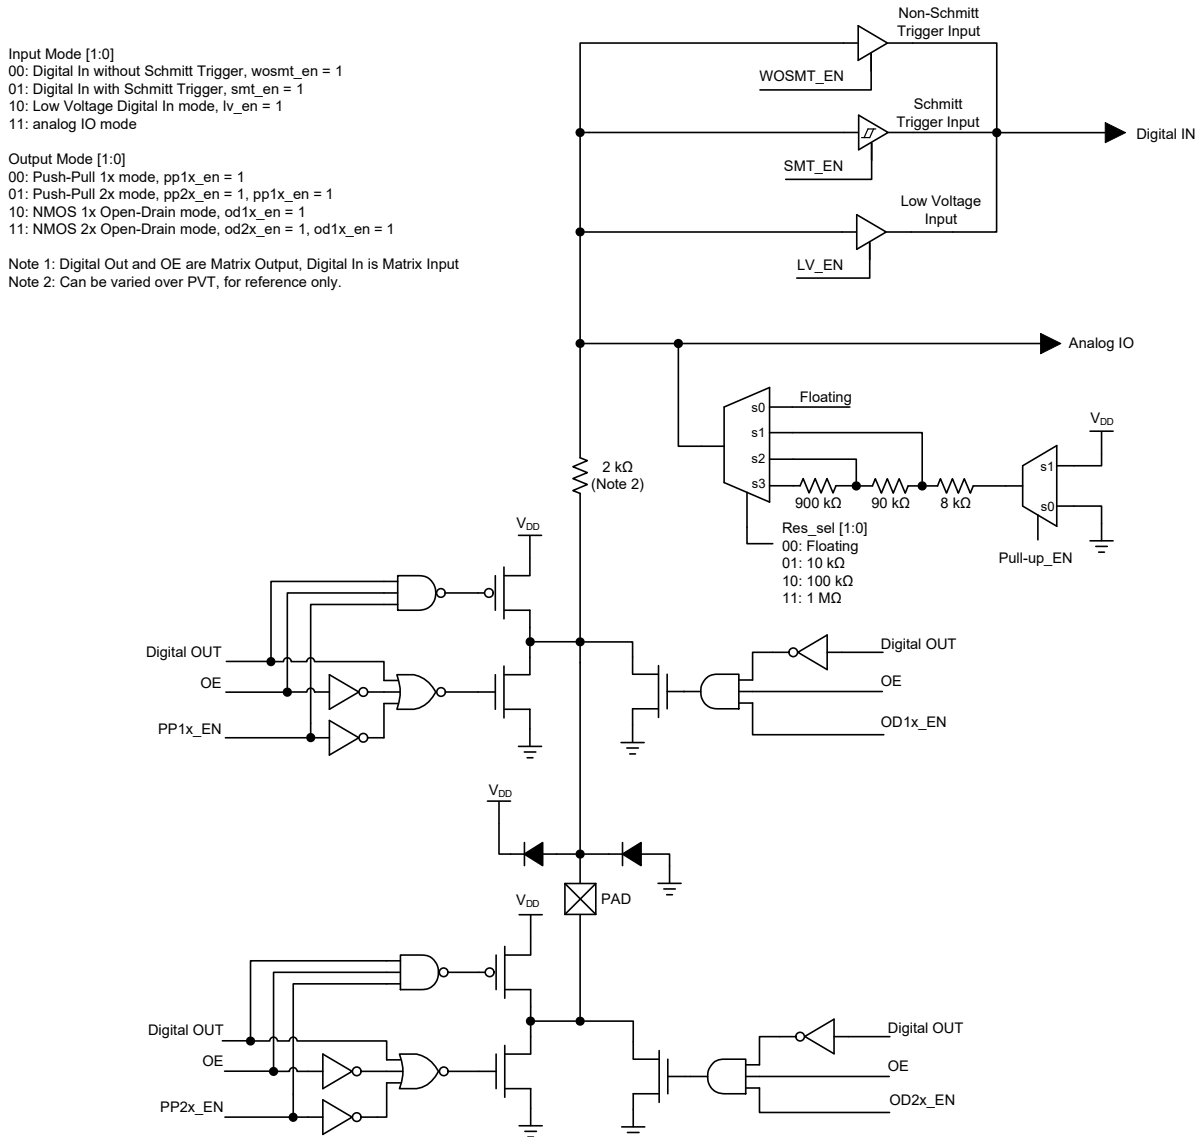 Input Mode [1:0]
00: Digital In without Schmitt Trigger, wosmt_en = 1
01: Digital In with Schmitt Trigger, smt_en = 1
10: Low Voltage Digital In mode, lv_en = 1
11: analog IO mode
Output Mode [1:0]
00: Push-Pull 1x mode, pp1x_en = 1
01: Push-Pull 2x mode, pp2x_en = 1, pp1x_en = 1
10: NMOS 1x Open-Drain mode, od1x_en = 1
11: NMOS 2x Open-Drain mode, od2x_en = 1, od1x_en = 1
Note 1: Digital Out and OE are Matrix Output, Digital In is Matrix Input
Note 2: Can be varied over PVT, for reference only.
Non-Schmitt
Trigger Input
WOSMT_EN
Schmitt
Trigger Input
Digital IN
SMT_EN
Low Voltage
Input
LV_EN
Analog IO
s0
Floating
s1
s2
s3
900 kΩ
90 kΩ
8 kΩ
VDD
s1
s0
Pull-up_EN
2 kΩ
(Note 2)
Res_sel [1:0]
00: Floating
01: 10 kΩ
10: 100 kΩ
11: 1 MΩ
VDD
Digital OUT
OE
PP1x_EN
Digital OUT
OE
OD1x_EN
VDD
PAD
VDD
Digital OUT
OE
PP2x_EN
Digital OUT
OE
OD2x_EN